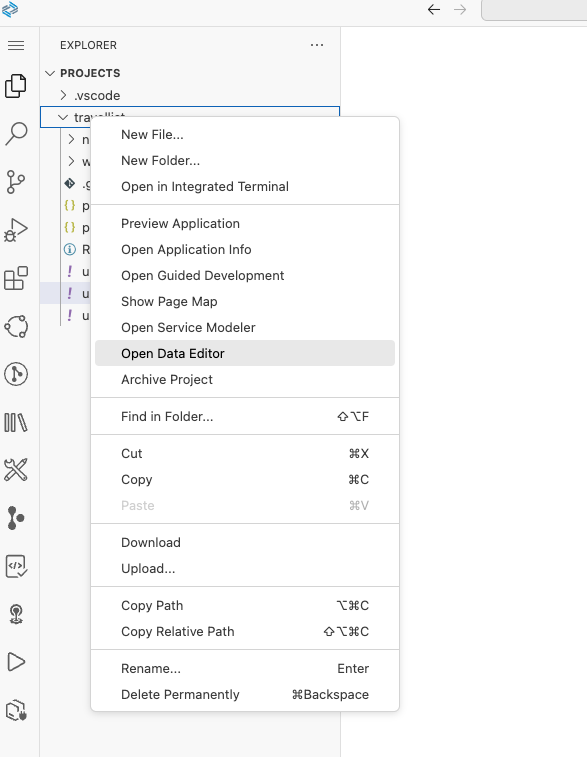 EXPLORER
PROJECTS
.vscode
New File...
New Folder...
Open in Integrated Terminal
Preview Application
Open Application Info
Open Guided Development
Show Page Map
Open Service Modeler
Open Data Editor
Archive Project
Find in Folder... ⇧⌥F
Cut ⌘X
Copy ⌘C
Paste ⌘V
Download
Upload...
Copy Path ⌥⌘C
Copy Relative Path ⇧⌥⌘C
Rename... Enter
Delete Permanently ⌘Backspace